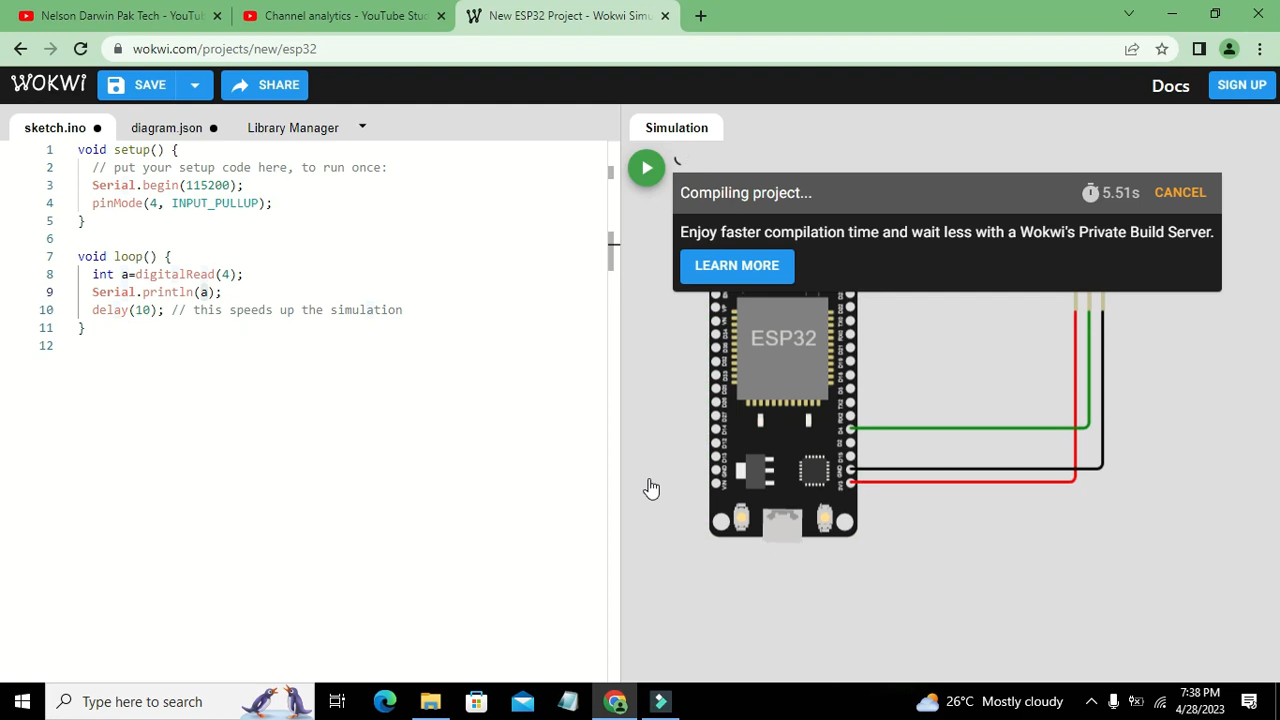 Nelson Darwin Pak Tech - YouTu
Channel analytics - YouTube Stu
New ESP32 Project - Wokwi Simu
wokwi.com/projects/new/esp32
WOKWI
SAVE
SHARE
Docs
SIGN UP
sketch.ino
diagram.json
Library Manager
Simulation
1 void setup() {
2 // put your setup code here, to run once:
3 Serial.begin(115200);
4 pinMode(4, INPUT_PULLUP);
5 }
6
7 void loop() {
8 int a=digitalRead(4);
9 Serial.println(a);
10 delay(10); // this speeds up the simulation
11 }
12
Compiling project...
5.51s
CANCEL
Enjoy faster compilation time and wait less with a Wokwi's Private Build Server.
LEARN MORE
ESP32
Type here to search
26°C Mostly cloudy
7:38 PM
4/28/2023